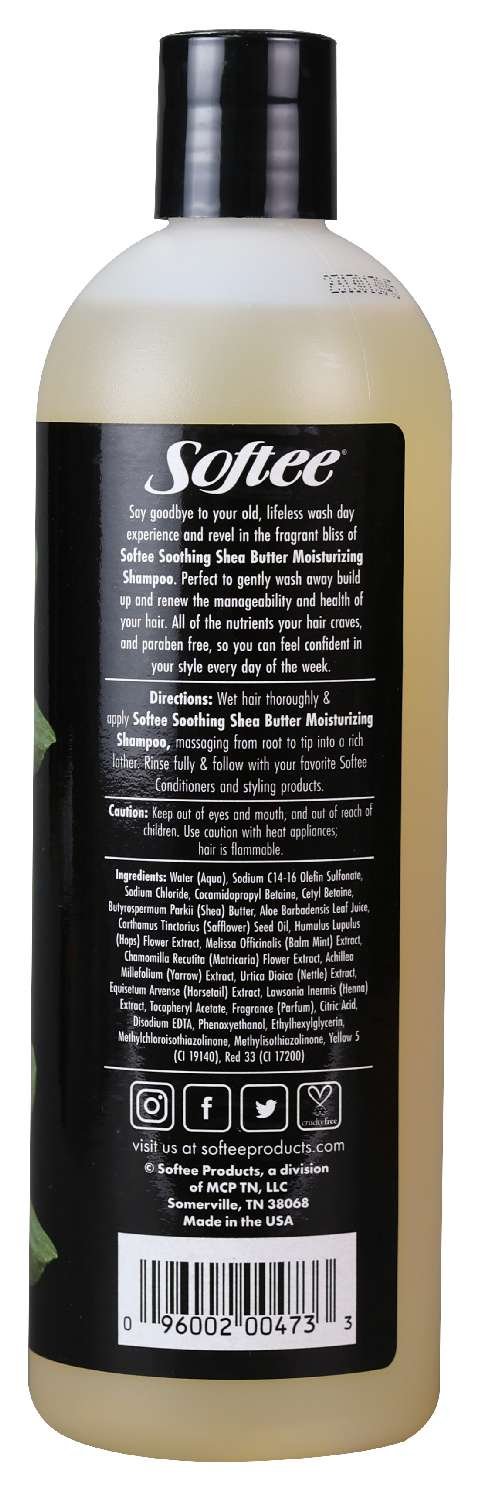 Softee®
Say goodbye to your old, lifeless wash day
experience and revel in the fragrant bliss of
Softee Soothing Shea Butter Moisturizing
Shampoo. Perfect to gently wash away build
up and renew the manageability and health of
your hair. All of the nutrients your hair craves,
and paraben free, so you can feel confident in
your style every day of the week.
Directions: Wet hair thoroughly &
apply Softee Soothing Shea Butter Moisturizing
Shampoo, massaging from root to tip into a rich
lather. Rinse fully & follow with your favorite Softee
Conditioners and styling products.
Caution: Keep out of eyes and mouth, and out of reach of
children. Use caution with heat appliances;
hair is flammable.
Ingredients: Water (Aqua), Sodium C14-16 Olefin Sulfonate,
Sodium Chloride, Cocamidopropyl Betaine, Cetyl Betaine,
Butyrospermum Parkii (Shea) Butter, Aloe Barbadensis Leaf Juice,
Carthamus Tinctorius (Safflower) Seed Oil, Humulus Lupulus
(Hops) Flower Extract, Melissa Officinalis (Balm Mint) Extract,
Chamomilla Recutita (Matricaria) Flower Extract, Achillea
Millefolium (Yarrow) Extract, Urtica Dioica (Nettle) Extract,
Equisetum Arvense (Horsetail) Extract, Lawsonia Inermis (Henna)
Extract, Tocopheryl Acetate, Fragrance (Parfum), Citric Acid,
Disodium EDTA, Phenoxyethanol, Ethylhexylglycerin,
Methylchloroisothiazolinone, Methylisothiazolinone, Yellow 5
(CI 19140), Red 33 (CI 17200)
crueltyfree
visit us at softeeproducts.com
© Softee Products, a division
of MCP TN, LLC
Somerville, TN 38068
Made in the USA
0 96002 00473 3